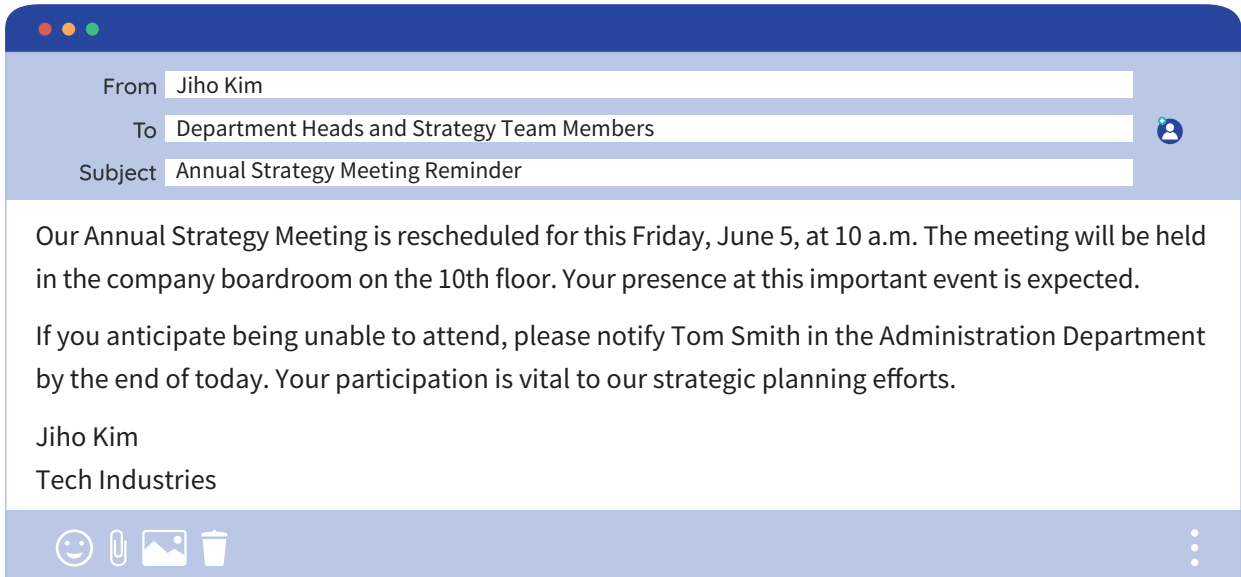 From Jiho Kim
To Department Heads and Strategy Team Members
Subject Annual Strategy Meeting Reminder
Our Annual Strategy Meeting is rescheduled for this Friday, June 5, at 10 a.m. The meeting will be held
in the company boardroom on the 10th floor. Your presence at this important event is expected.
If you anticipate being unable to attend, please notify Tom Smith in the Administration Department
by the end of today. Your participation is vital to our strategic planning efforts.
Jiho Kim
Tech Industries